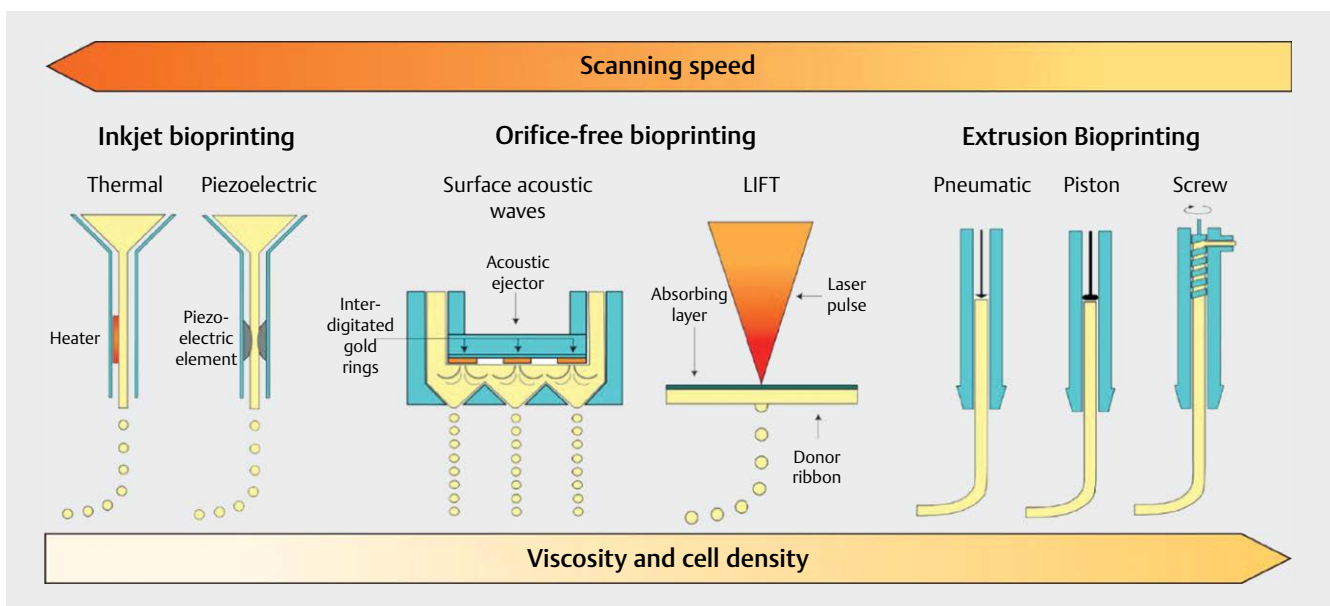 Scanning speed
Inkjet bioprinting
Orifice-free bioprinting
Extrusion Bioprinting
Thermal
Piezoelectric
Surface acoustic
waves
LIFT
Pneumatic
Piston
Screw
Heater
Piezo-
electric
element
Inter-
digitated
gold
rings
Acoustic
ejector
Absorbing
layer
Laser
pulse
Donor
ribbon
Viscosity and cell density